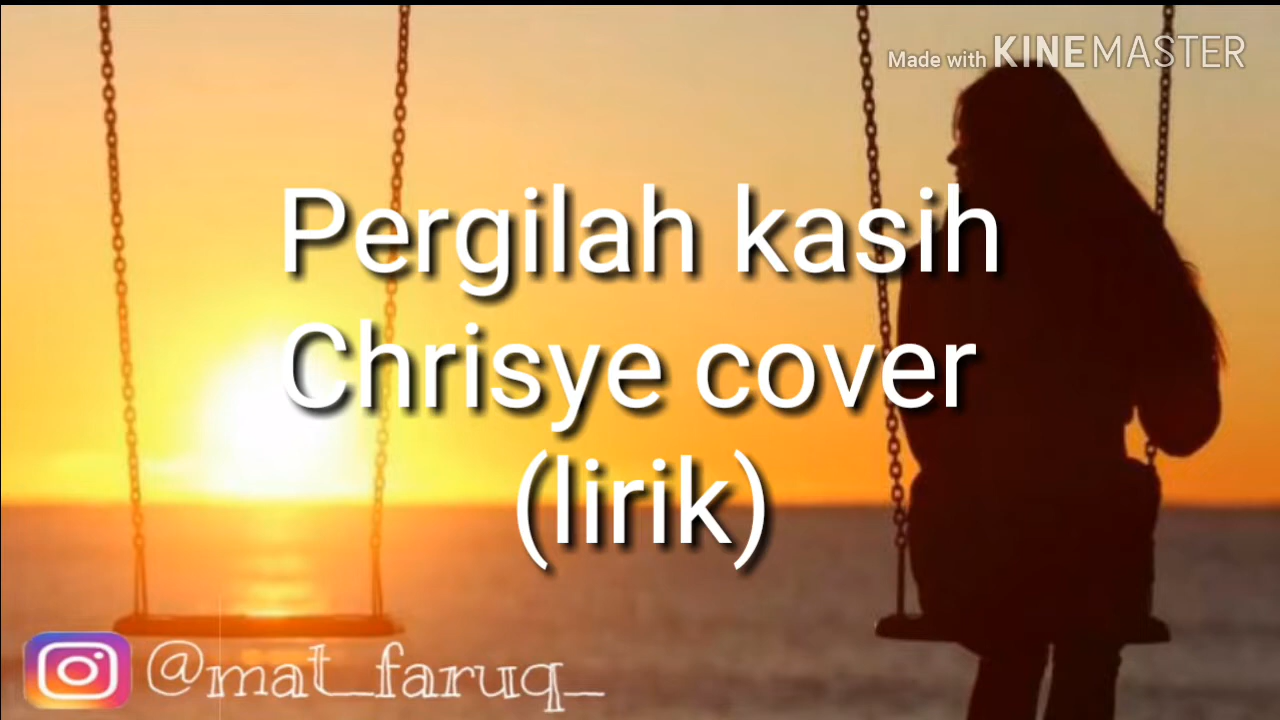 Made with KINEMASTER
Pergilah kasih
Chrisye cover
(lirik)
@mat_faruq_